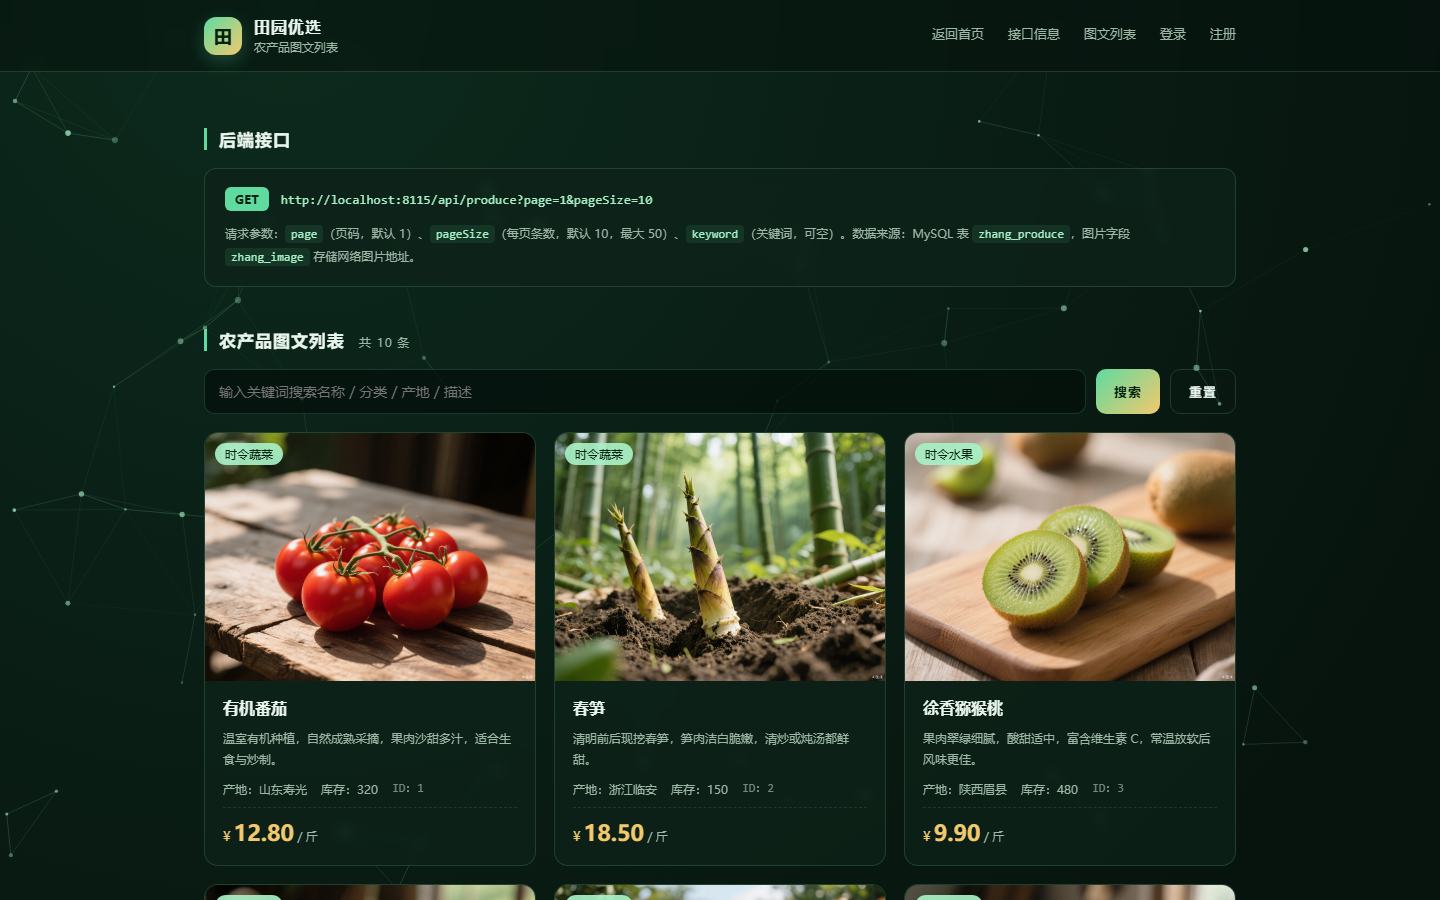 田
田园优选
农产品图文列表
返回首页 接口信息 图文列表 登录 注册
后端接口
GET http://localhost:8115/api/produce?page=1&pageSize=10
请求参数：page（页码，默认 1）、pageSize（每页条数，默认 10，最大 50）、keyword（关键词，可空）。数据来源：MySQL 表 zhang_produce，图片字段
zhang_image 存储网络图片地址。
农产品图文列表 共 10 条
输入关键词搜索名称 / 分类 / 产地 / 描述
搜索
重置
时令蔬菜
有机番茄
温室有机种植，自然成熟采摘，果肉沙甜多汁，适合生
食与炒制。
产地：山东寿光 库存：320 ID: 1
¥12.80 / 斤
时令蔬菜
春笋
清明前后现挖春笋，笋肉洁白脆嫩，清炒或炖汤都鲜
甜。
产地：浙江临安 库存：150 ID: 2
¥18.50 / 斤
时令水果
徐香猕猴桃
果肉翠绿细腻，酸甜适中，富含维生素 C，常温放软后
风味更佳。
产地：陕西眉县 库存：480 ID: 3
¥9.90 / 斤